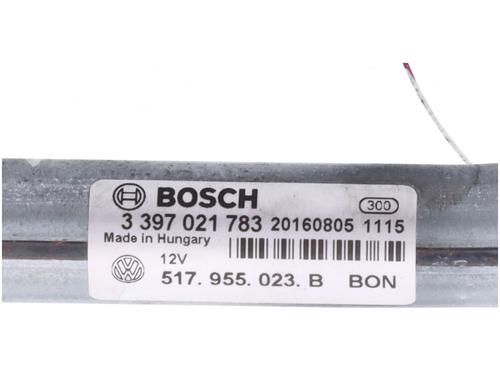 BOSCH
300
3 397 021 783 20160805 1115
Made in Hungary
12V
517. 955. 023. B BON